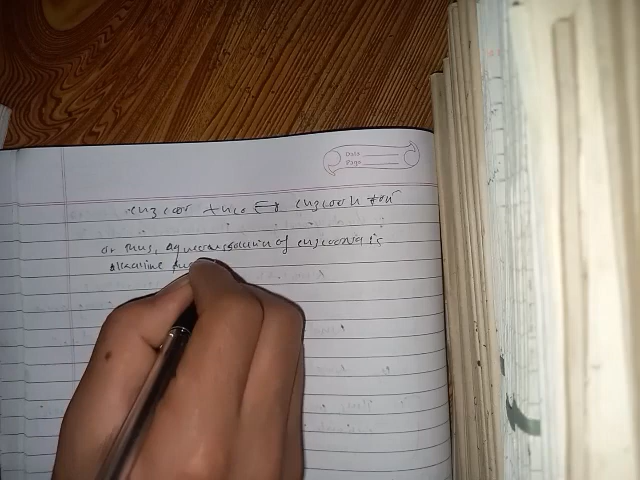 Date
Page
CH3COO⁻ + H2O ⇌ CH3COOH + OH⁻
or thus, aqueous solution of CH3COONa is
alkaline